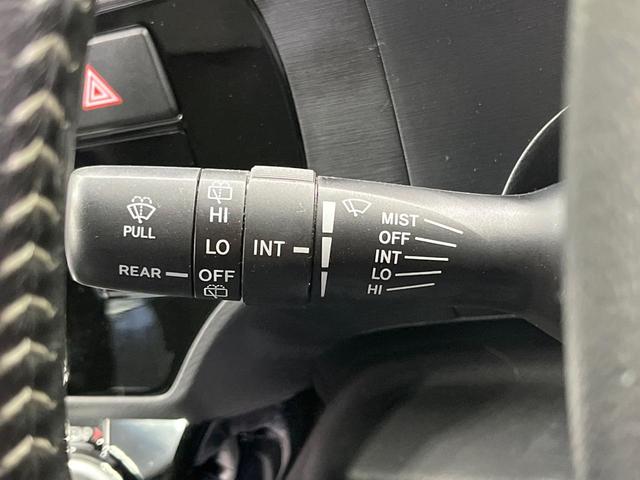 PULL
REAR
HI
LO
OFF
INT
MIST
OFF
INT
LO
HI